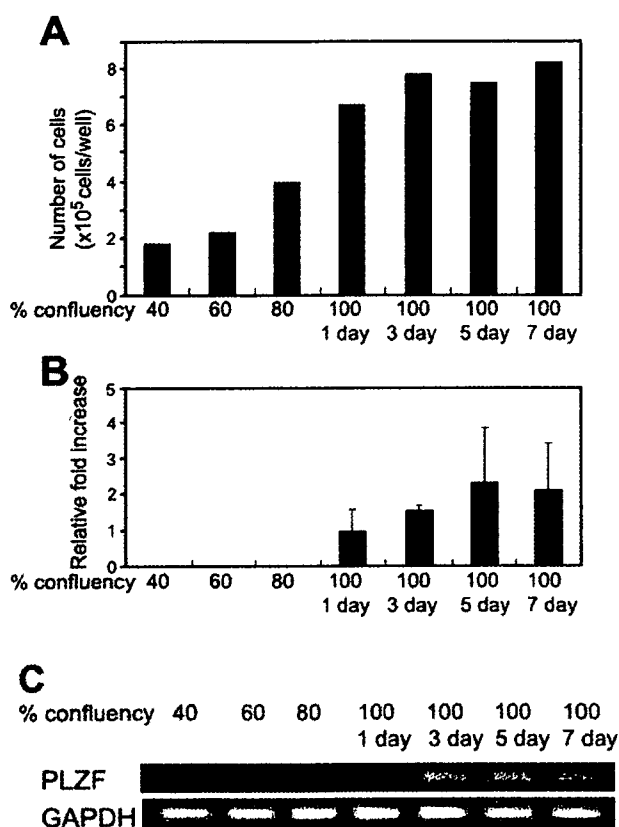 A
Number of cells
(x10⁵ cells/well)
8
6
4
2
0
% confluency 40 60 80 100 100 100 100
1 day 3 day 5 day 7 day
B
Relative fold increase
5
4
3
2
1
0
% confluency 40 60 80 100 100 100 100
1 day 3 day 5 day 7 day
C
% confluency 40 60 80 100 100 100 100
1 day 3 day 5 day 7 day
PLZF
GAPDH